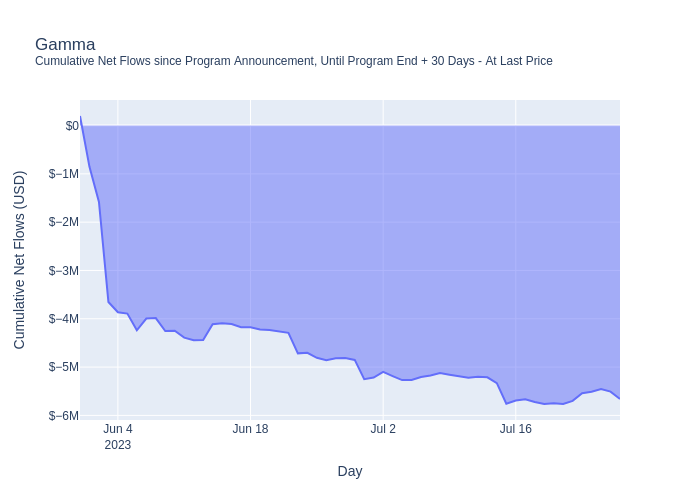 Gamma
Cumulative Net Flows since Program Announcement, Until Program End + 30 Days - At Last Price
Cumulative Net Flows (USD)
$0
$−1M
$−2M
$−3M
$−4M
$−5M
$−6M
Jun 4
2023
Jun 18
Jul 2
Jul 16
Day